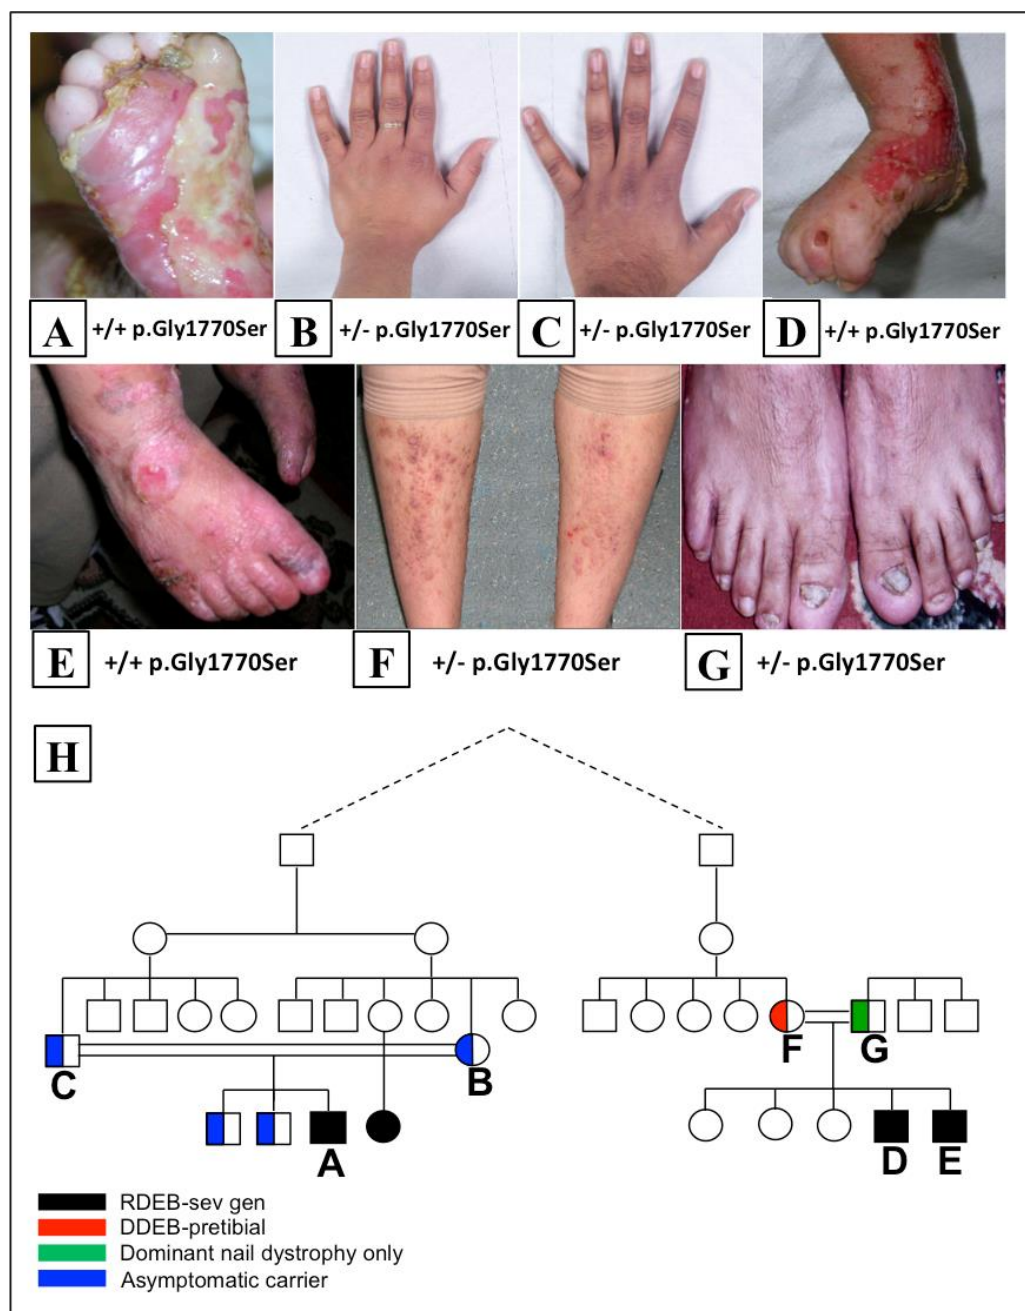 A +/+ p.Gly1770Ser B +/- p.Gly1770Ser C +/- p.Gly1770Ser D +/+ p.Gly1770Ser
E +/+ p.Gly1770Ser F +/- p.Gly1770Ser G +/- p.Gly1770Ser
H
F G
C B
A D E
RDEB-sev gen
DDEB-pretibial
Dominant nail dystrophy only
Asymptomatic carrier